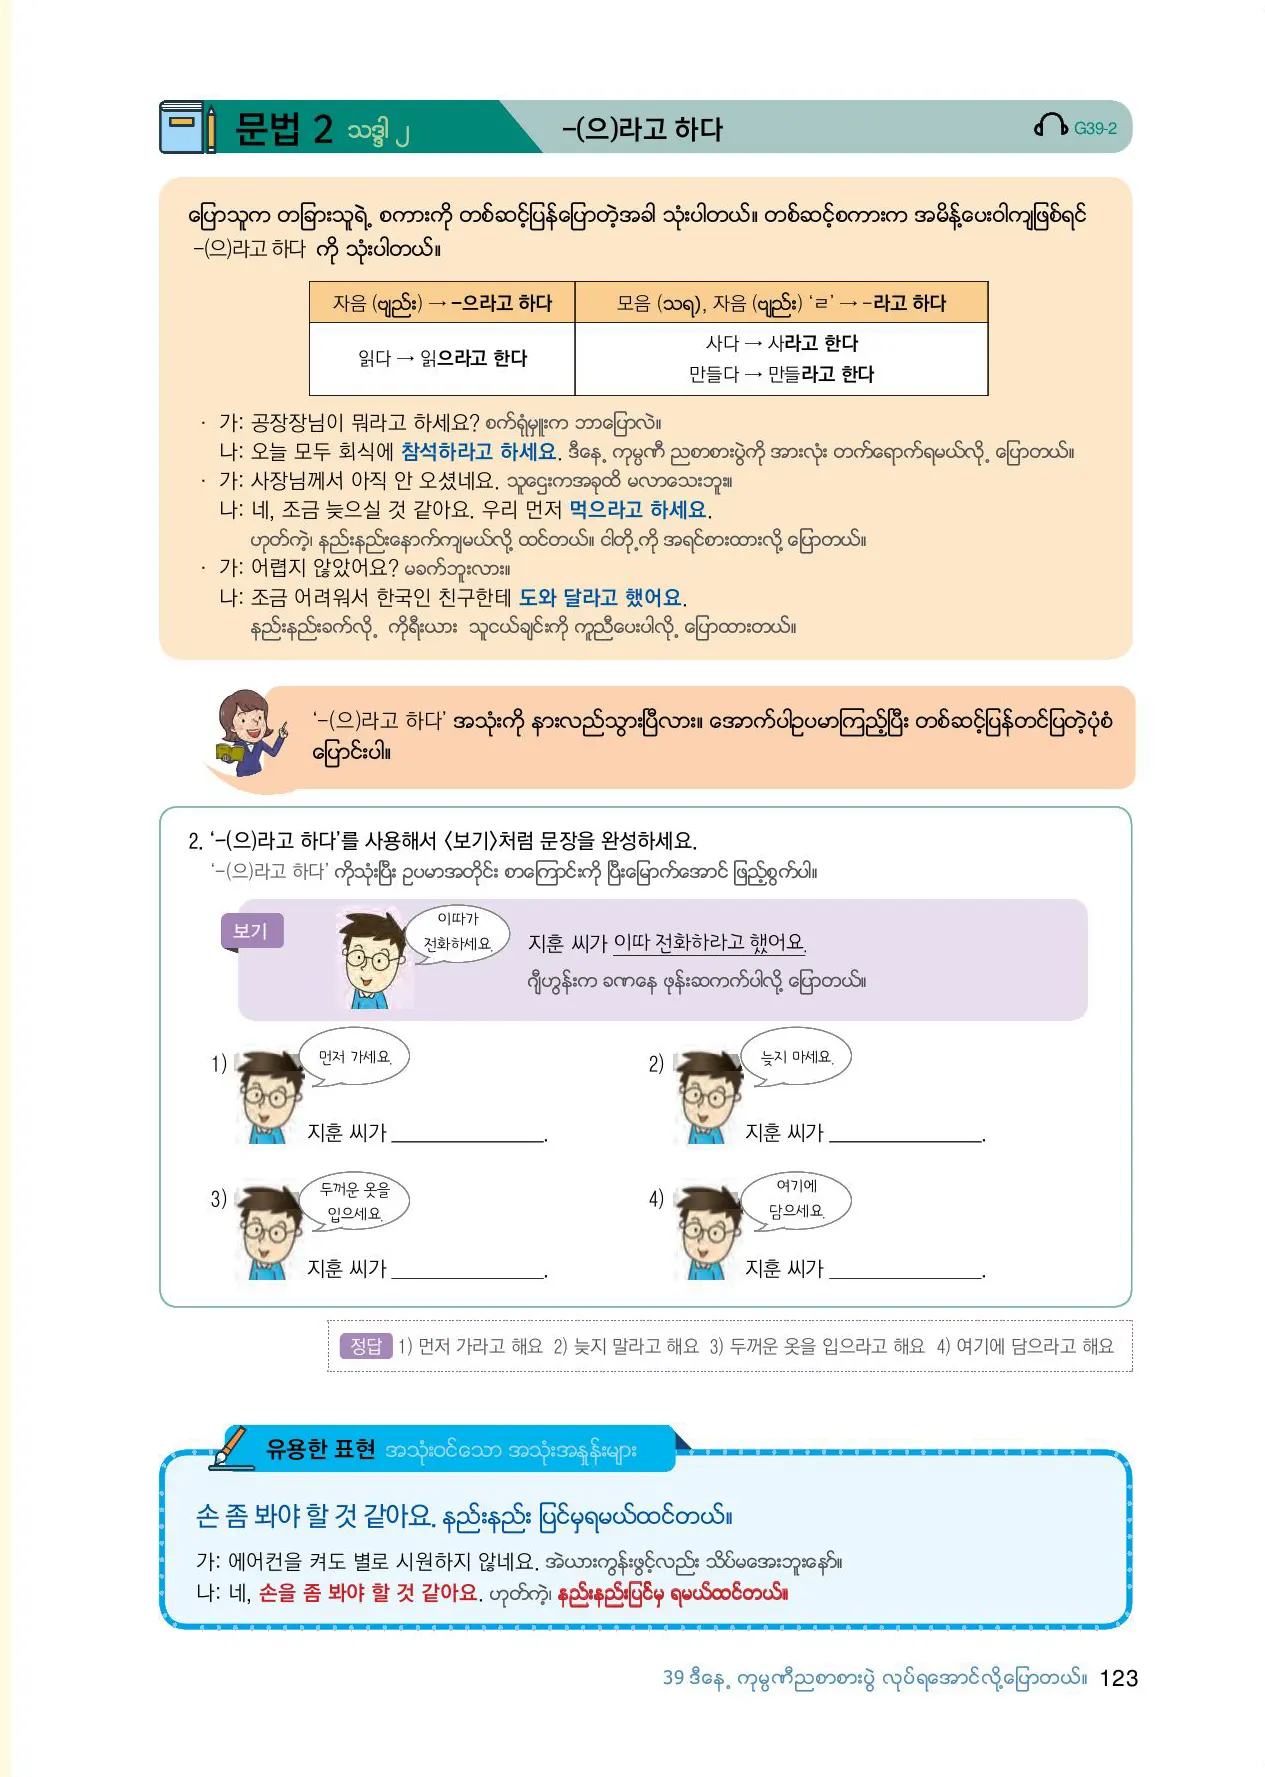 문법 2 သဒ္ဒါ ၂ -(으)라고 하다 G39-2
ပြောသူက တခြားသူရဲ့ စကားကို တစ်ဆင့်ပြန်ပြောတဲ့အခါ သုံးပါတယ်။ တစ်ဆင့်စကားက အမိန့်ပေးဝါကျဖြစ်ရင်
-(으)라고 하다 ကို သုံးပါတယ်။
자음 (ဗျည်း) → -으라고 하다 모음 (သရ), 자음 (ဗျည်း) ‘ㄹ’ → -라고 하다
읽다 → 읽으라고 한다
사다 → 사라고 한다
만들다 → 만들라고 한다
· 가: 공장장님이 뭐라고 하세요? စက်ရုံမှူးက ဘာပြောလဲ။
나: 오늘 모두 회식에 참석하라고 하세요. ဒီနေ့ ကုမ္ပဏီ ညစာစားပွဲကို အားလုံး တက်ရောက်ရမယ်လို့ ပြောတယ်။
· 가: 사장님께서 아직 안 오셨네요. သူဌေးကအခုထိ မလာသေးဘူး။
나: 네, 조금 늦으실 것 같아요. 우리 먼저 먹으라고 하세요.
ဟုတ်ကဲ့၊ နည်းနည်းနောက်ကျမယ်လို့ ထင်တယ်။ ငါတို့ကို အရင်စားထားလို့ ပြောတယ်။
· 가: 어렵지 않았어요? မခက်ဘူးလား။
나: 조금 어려워서 한국인 친구한테 도와 달라고 했어요.
နည်းနည်းခက်လို့ ကိုရီးယား သူငယ်ချင်းကို ကူညီပေးပါလို့ ပြောထားတယ်။
‘-(으)라고 하다’ အသုံးကို နားလည်သွားပြီလား။ အောက်ပါဥပမာကြည့်ပြီး တစ်ဆင့်ပြန်တင်ပြတဲ့ပုံစံ
ပြောင်းပါ။
2. ‘-(으)라고 하다’를 사용해서 〈보기〉처럼 문장을 완성하세요.
‘-(으)라고 하다’ ကိုသုံးပြီး ဥပမာအတိုင်း စာကြောင်းကို ပြီးမြောက်အောင် ဖြည့်စွက်ပါ။
보기
이따가
전화하세요.
지훈 씨가 이따 전화하라고 했어요.
ဂျီဟွန်းက ခဏနေ ဖုန်းဆက်ပါလို့ ပြောတယ်။
1) 먼저 가세요.
지훈 씨가 ______________.
2) 늦지 마세요.
지훈 씨가 ______________.
3) 두꺼운 옷을
입으세요.
지훈 씨가 ______________.
4) 여기에
담으세요.
지훈 씨가 ______________.
정답 1) 먼저 가라고 해요 2) 늦지 말라고 해요 3) 두꺼운 옷을 입으라고 해요 4) 여기에 담으라고 해요
유용한 표현 အသုံးဝင်သော အသုံးအနှုန်းများ
손 좀 봐야 할 것 같아요. နည်းနည်း ပြင်မှရမယ်ထင်တယ်။
가: 에어컨을 켜도 별로 시원하지 않네요. အဲယားကွန်းဖွင့်လည်း သိပ်မအေးဘူးနော်။
나: 네, 손을 좀 봐야 할 것 같아요. ဟုတ်ကဲ့၊ နည်းနည်းပြင်မှ ရမယ်ထင်တယ်။
39 ဒီနေ့ ကုမ္ပဏီညစာစားပွဲ လုပ်ရအောင်လို့ပြောတယ်။ 123